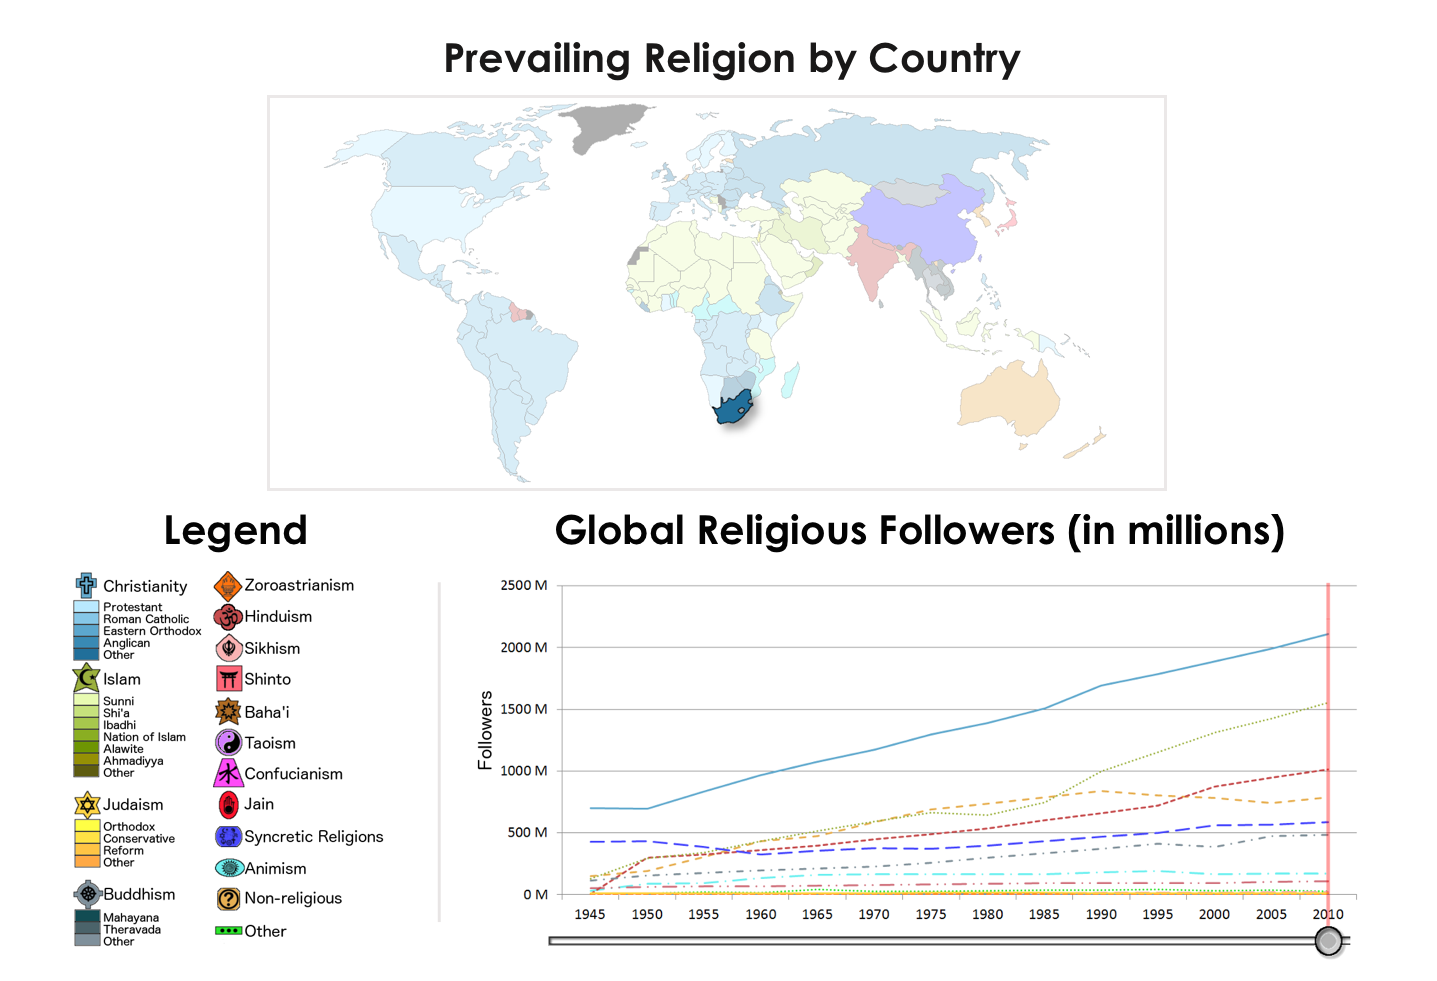 Prevailing Religion by Country
Legend
Christianity
Protestant
Roman Catholic
Eastern Orthodox
Anglican
Other
Islam
Sunni
Shi'a
Ibadhi
Nation of Islam
Alawite
Ahmadiyya
Other
Judaism
Orthodox
Conservative
Reform
Other
Buddhism
Mahayana
Theravada
Other
Zoroastrianism
Hinduism
Sikhism
Shinto
Baha'i
Taoism
Confucianism
Jain
Syncretic Religions
Animism
Non-religious
Other
Global Religious Followers (in millions)
Followers
2500 M
2000 M
1500 M
1000 M
500 M
0 M
1945 1950 1955 1960 1965 1970 1975 1980 1985 1990 1995 2000 2005 2010